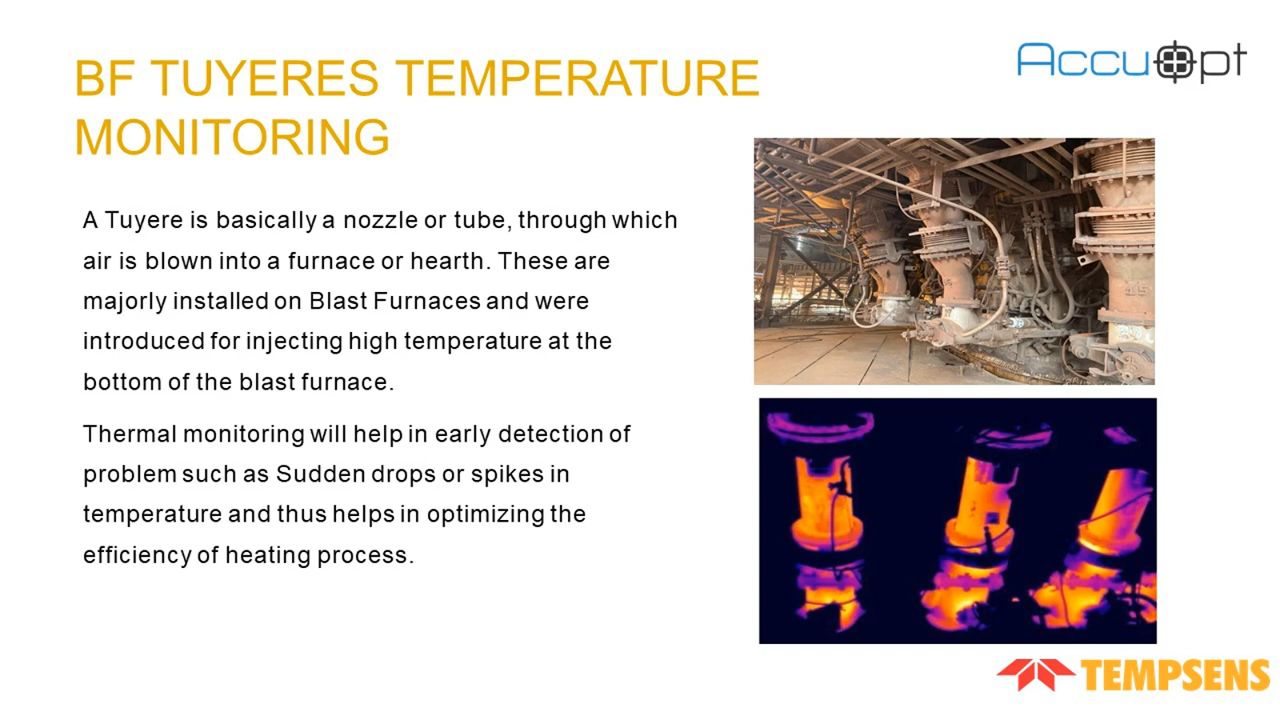 BF TUYERES TEMPERATURE
MONITORING
AccuOpt
A Tuyere is basically a nozzle or tube, through which
air is blown into a furnace or hearth. These are
majorly installed on Blast Furnaces and were
introduced for injecting high temperature at the
bottom of the blast furnace.
Thermal monitoring will help in early detection of
problem such as Sudden drops or spikes in
temperature and thus helps in optimizing the
efficiency of heating process.
TEMPSENS